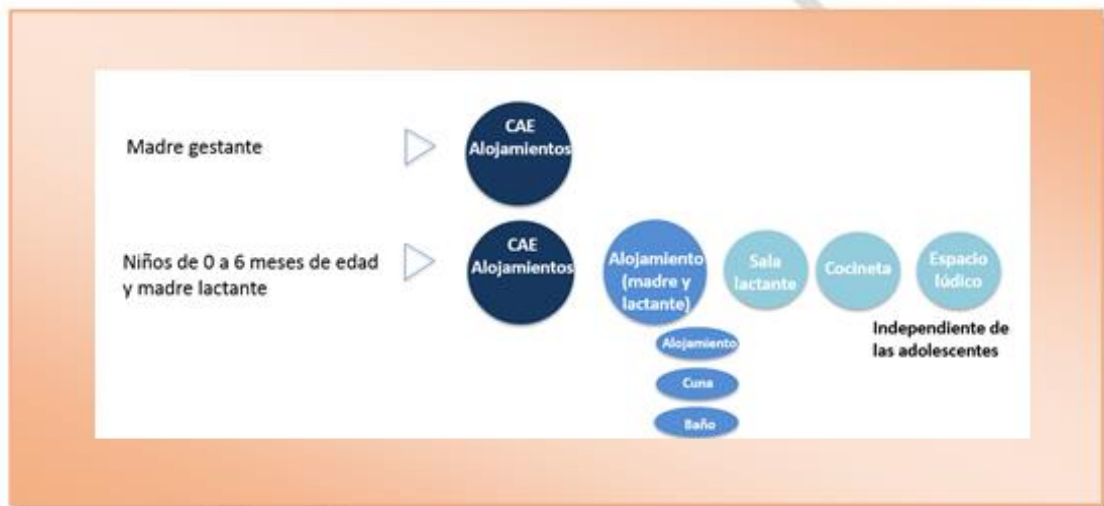 Madre gestante
CAE
Alojamientos
Niños de 0 a 6 meses de edad
y madre lactante
CAE
Alojamientos
Alojamiento
(madre y
lactante)
Sala
lactante
Cocineta
Espacio
lúdico
Independiente de
las adolescentes
Alojamiento
Cuna
Baño